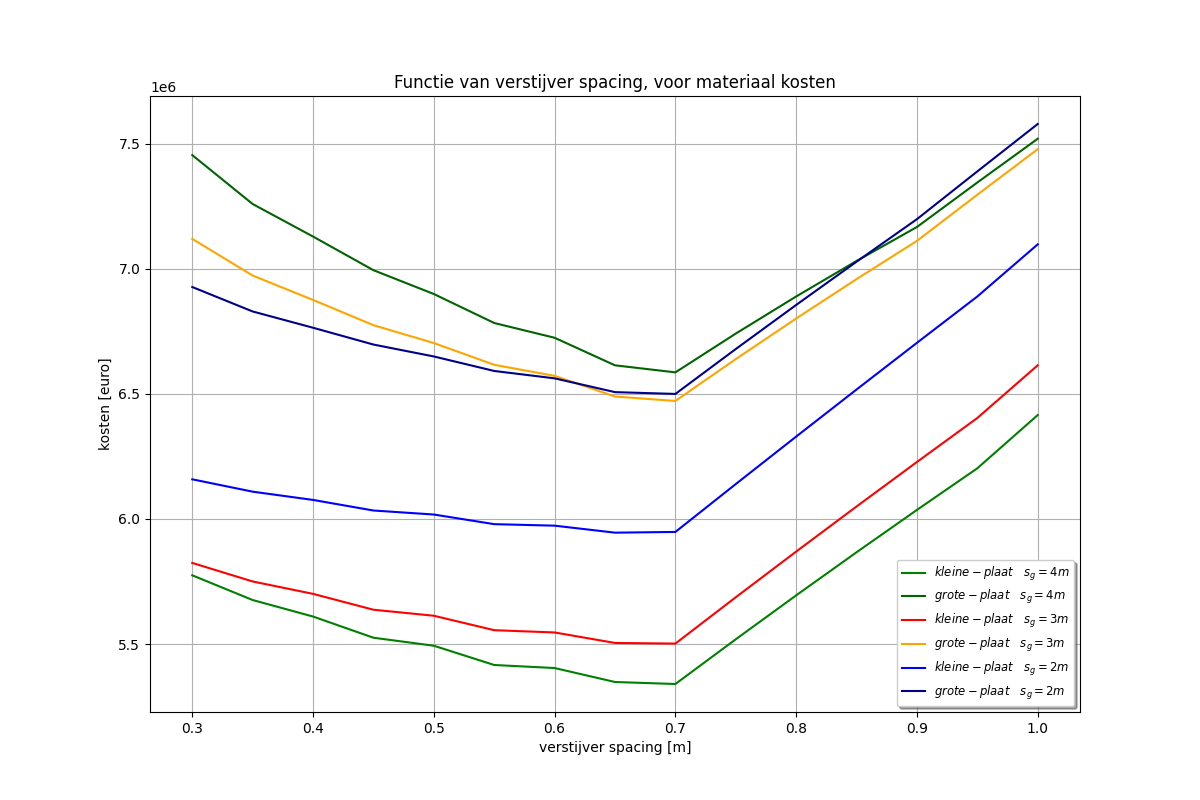 Functie van verstijver spacing, voor materiaal kosten
1e6
7.5
7.0
6.5
6.0
5.5
kosten [euro]
0.3 0.4 0.5 0.6 0.7 0.8 0.9 1.0
verstijver spacing [m]
kleine − plaat s_g = 4m
grote − plaat s_g = 4m
kleine − plaat s_g = 3m
grote − plaat s_g = 3m
kleine − plaat s_g = 2m
grote − plaat s_g = 2m